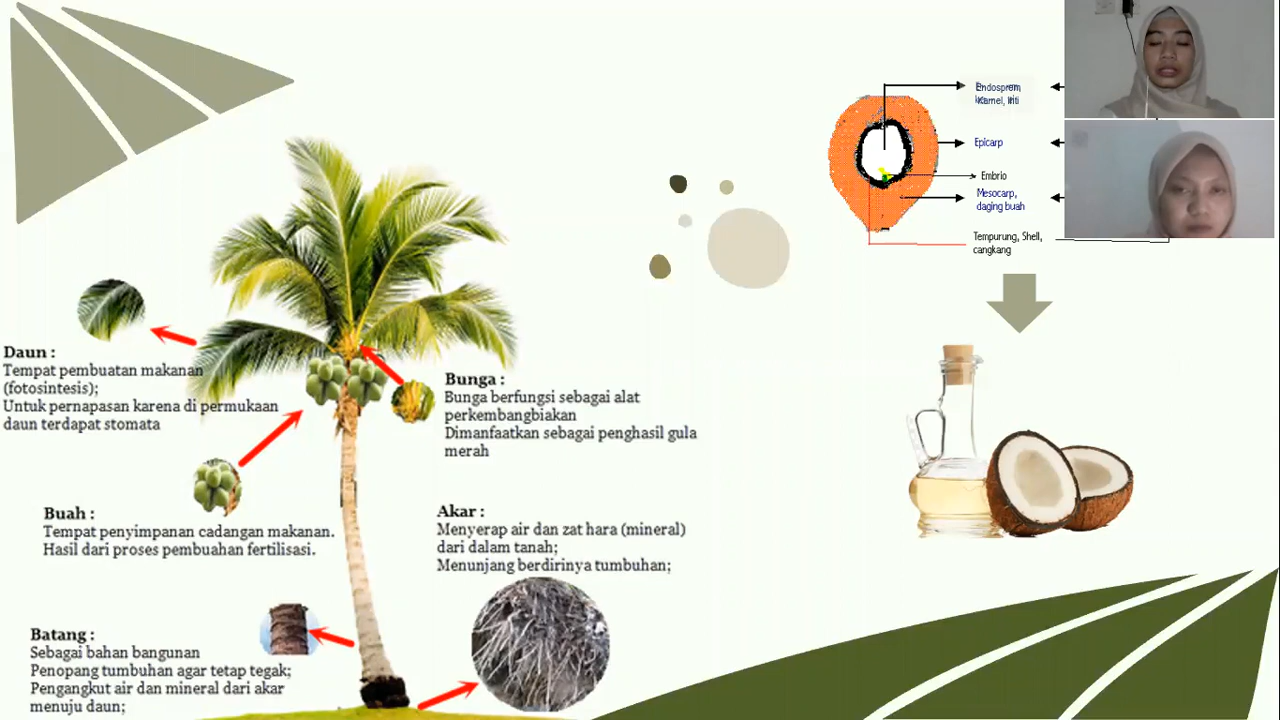 Daun :
Tempat pembuatan makanan
(fotosintesis);
Untuk pernapasan karena di permukaan
daun terdapat stomata
Bunga :
Bunga berfungsi sebagai alat
perkembangbiakan
Dimanfaatkan sebagai penghasil gula
merah
Buah :
Tempat penyimpanan cadangan makanan.
Hasil dari proses pembuahan fertilisasi.
Akar :
Menyerap air dan zat hara (mineral)
dari dalam tanah;
Menunjang berdirinya tumbuhan;
Batang :
Sebagai bahan bangunan
Penopang tumbuhan agar tetap tegak;
Pengangkut air dan mineral dari akar
menuju daun;
Kernel,
Epicarp
Embrio
Mesocarp,
daging buah
Tempurung, Shell,
cangkang